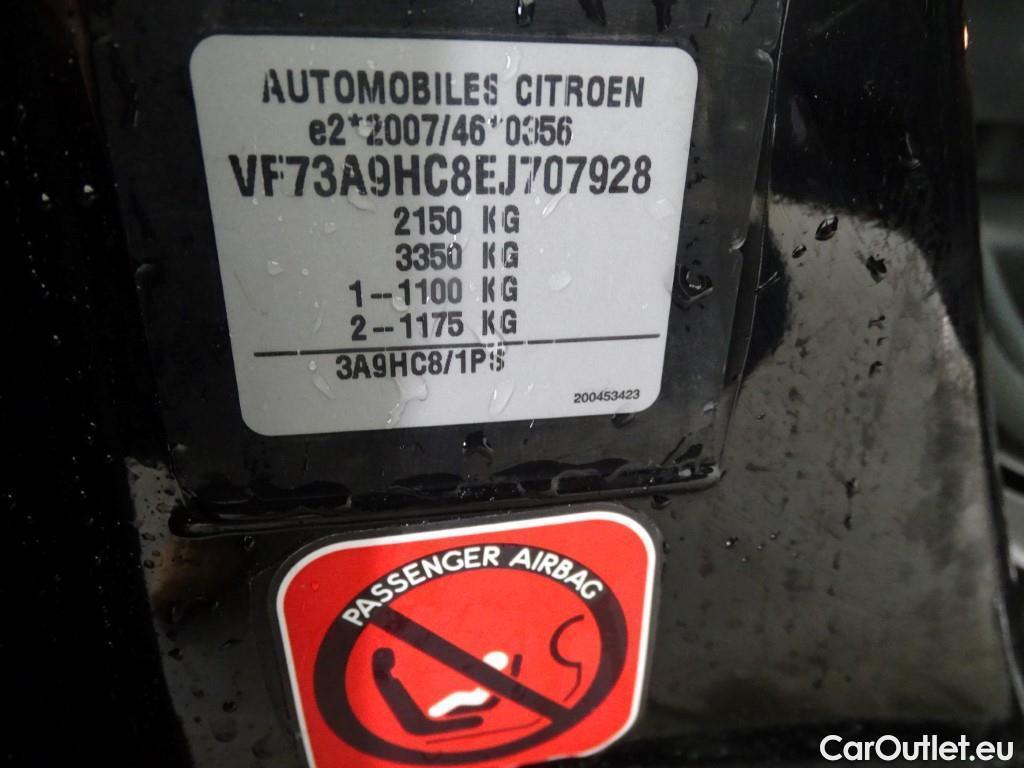 AUTOMOBILES CITROEN
e2*2007/46*0356
VF73A9HC8EJ707928
2150 KG
3350 KG
1--1100 KG
2--1175 KG
3A9HC8/1PS
200453423
PASSENGER AIRBAG
CarOutlet.eu